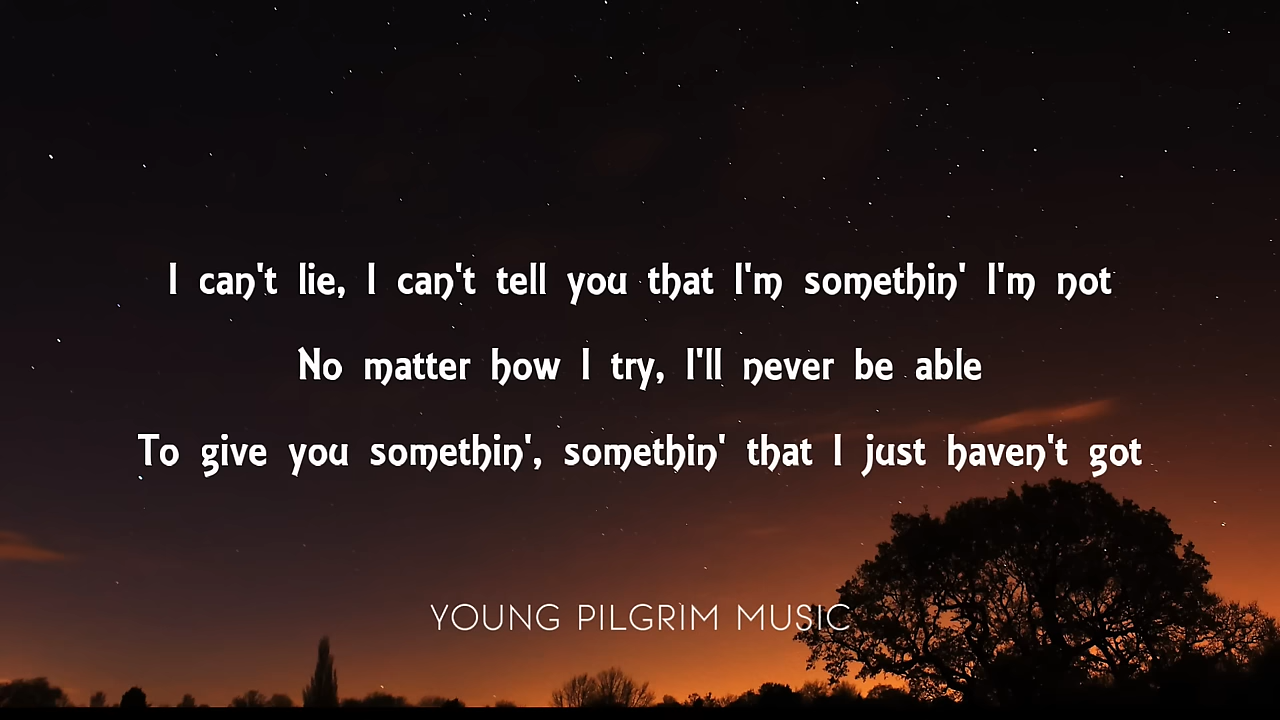 I can't lie, I can't tell you that I'm somethin' I'm not
No matter how I try, I'll never be able
To give you somethin', somethin' that I just haven't got
YOUNG PILGRIM MUSIC